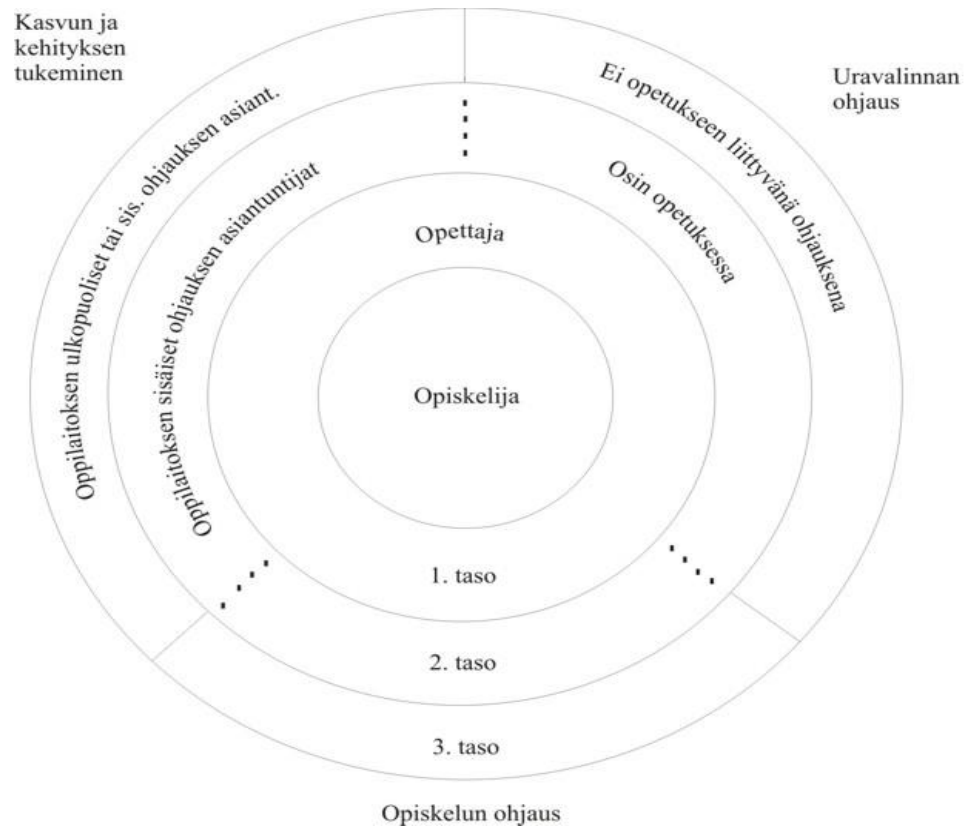 Kasvun ja
kehityksen
tukeminen
Uravalinnan
ohjaus
Oppilaitoksen ulkopuoliset tai sis. ohjauksen asiant.
Ei opetukseen liittyvänä ohjauksena
Oppilaitoksen sisäiset ohjauksen asiantuntijat
Osin opetuksessa
Opettaja
Opiskelija
1. taso
2. taso
3. taso
Opiskelun ohjaus